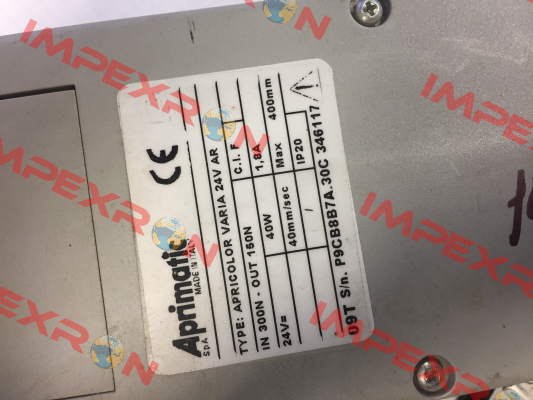 Aprimatic
S.p.A. MADE IN ITALY
CE
TYPE: APRICOLOR VARIA 24V AR C.I. F
IN 300N - OUT 150N 1,8A 400mm
24V= 40W Max
40mm/sec / IP20
09T S/n. P9CB8B7A.30C 346117
IMPEXRON
IMPEXRON
IMPEXRON
IMPEXRON
IMPEXRON